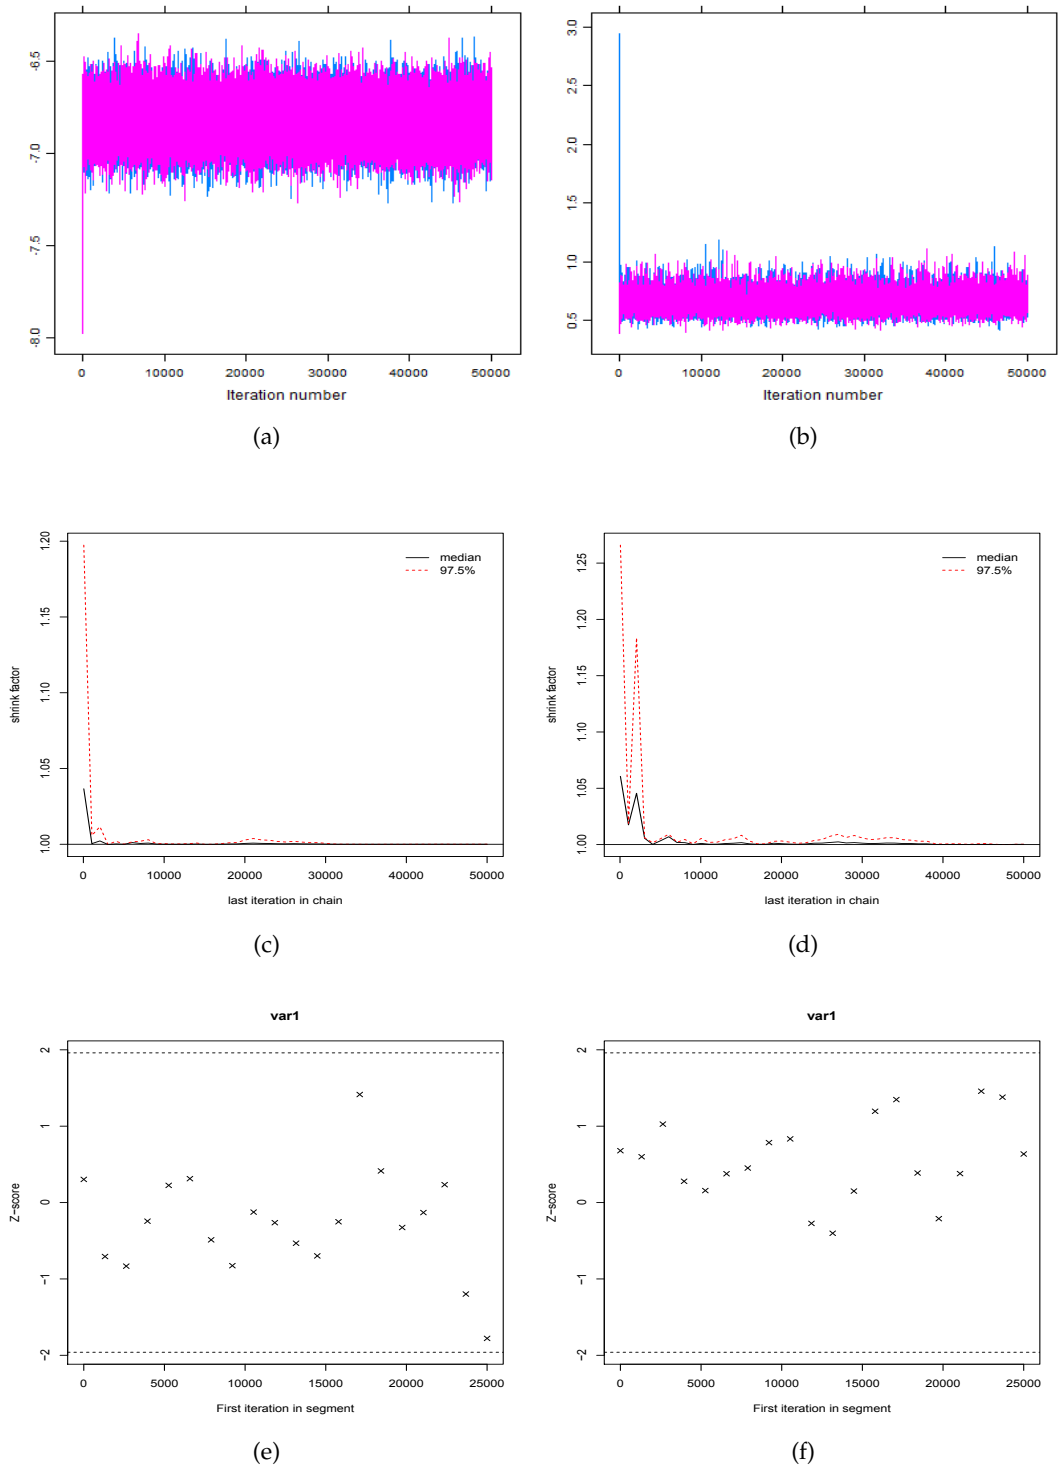 -6.5
-7.0
-7.5
-8.0
0 10000 20000 30000 40000 50000
Iteration number
(a)
3.0
2.5
2.0
1.5
1.0
0.5
0 10000 20000 30000 40000 50000
Iteration number
(b)
1.20
1.15
1.10
1.05
1.00
shrink factor
median
97.5%
0 10000 20000 30000 40000 50000
last iteration in chain
(c)
1.25
1.20
1.15
1.10
1.05
1.00
shrink factor
median
97.5%
0 10000 20000 30000 40000 50000
last iteration in chain
(d)
var1
2
1
0
-1
-2
Z-score
0 5000 10000 15000 20000 25000
First iteration in segment
(e)
var1
2
1
0
-1
-2
Z-score
0 5000 10000 15000 20000 25000
First iteration in segment
(f)